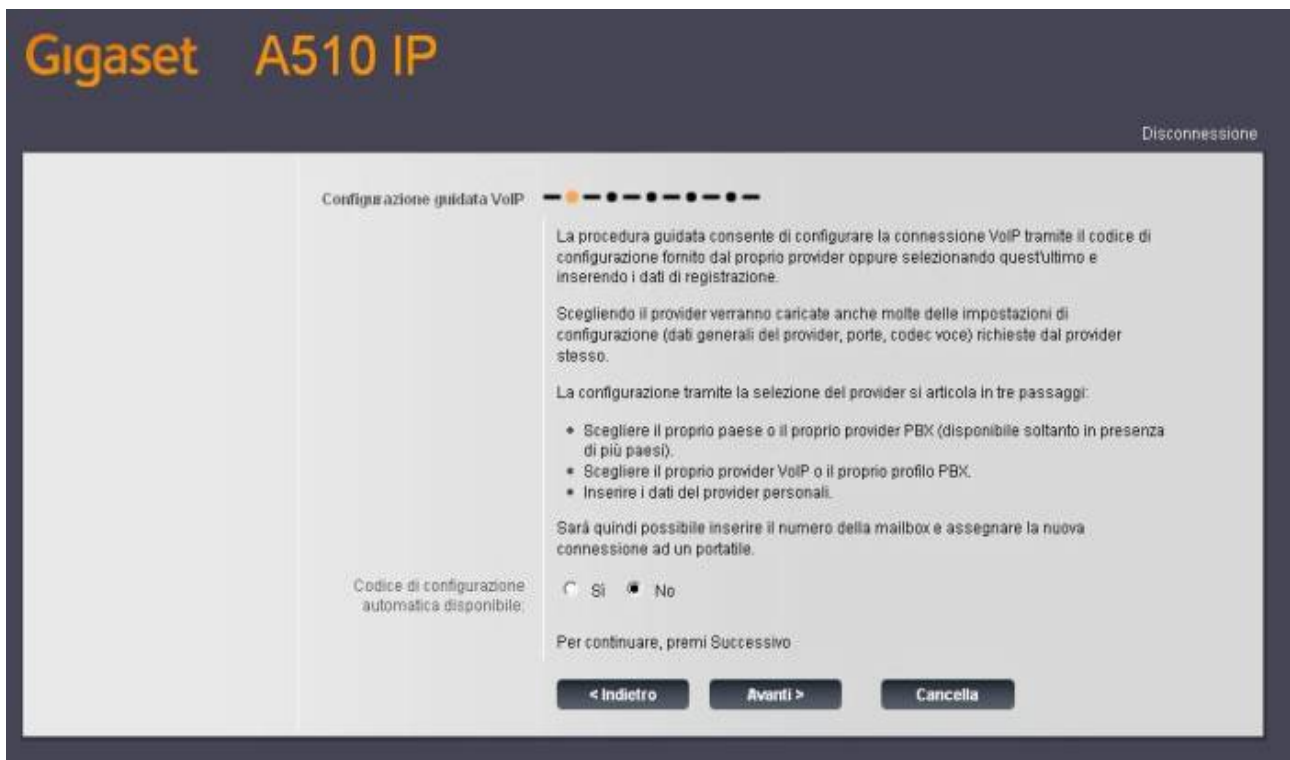 Gigaset A510 IP
Disconnessione
Configurazione guidata VoIP
La procedura guidata consente di configurare la connessione VoIP tramite il codice di
configurazione fornito dal proprio provider oppure selezionando quest'ultimo e
inserendo i dati di registrazione.
Scegliendo il provider verranno caricate anche molte delle impostazioni di
configurazione (dati generali del provider, porte, codec voce) richieste dal provider
stesso.
La configurazione tramite la selezione del provider si articola in tre passaggi:
• Scegliere il proprio paese o il proprio provider PBX (disponibile soltanto in presenza
di più paesi).
• Scegliere il proprio provider VoIP o il proprio profilo PBX.
• Inserire i dati del provider personali.
Sarà quindi possibile inserire il numero della mailbox e assegnare la nuova
connessione ad un portatile.
Codice di configurazione
automatica disponibile:
Sì No
Per continuare, premi Successivo
< Indietro Avanti > Cancella